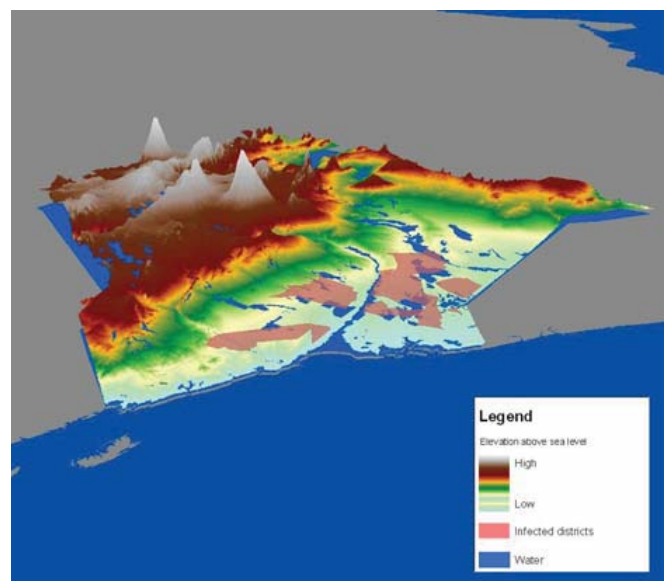 Legend
Elevation above sea level
High
Low
Infected districts
Water